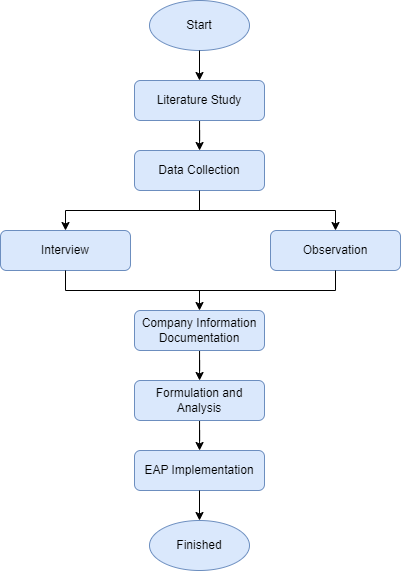 Start
Literature Study
Data Collection
Interview
Observation
Company Information
Documentation
Formulation and
Analysis
EAP Implementation
Finished